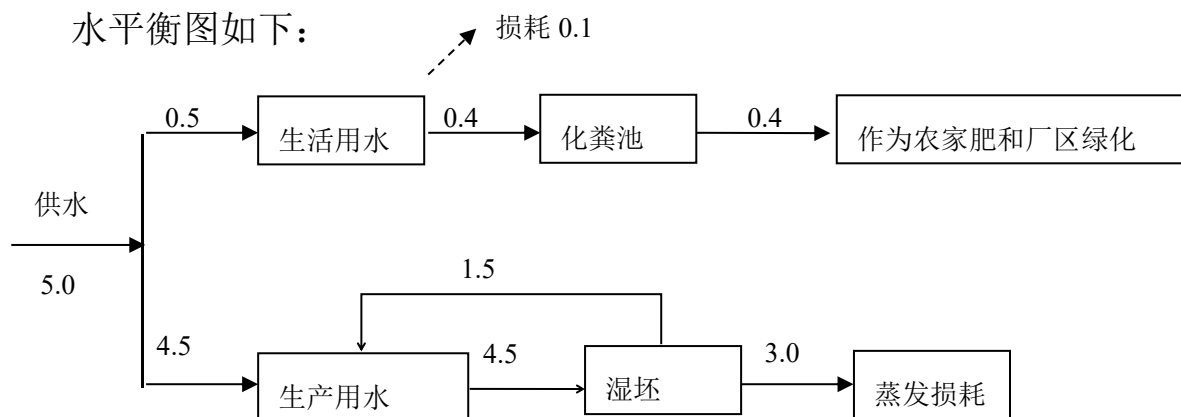 水平衡图如下：
损耗 0.1
0.5
生活用水
0.4
化粪池
0.4
作为农家肥和厂区绿化
供水
5.0
1.5
4.5
生产用水
4.5
湿坯
3.0
蒸发损耗